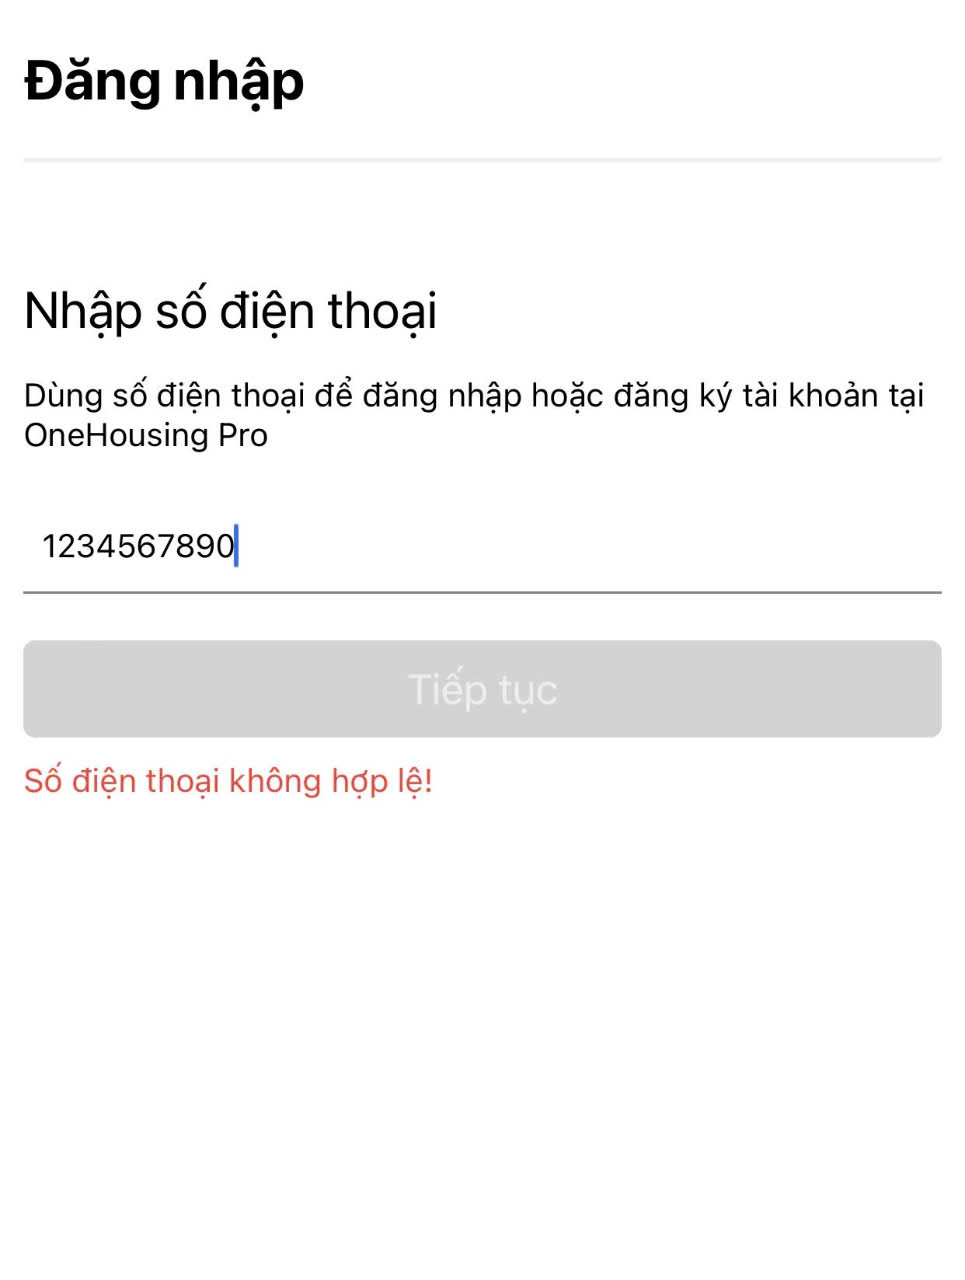 Đăng nhập
Nhập số điện thoại
Dùng số điện thoại để đăng nhập hoặc đăng ký tài khoản tại
OneHousing Pro
1234567890
Tiếp tục
Số điện thoại không hợp lệ!